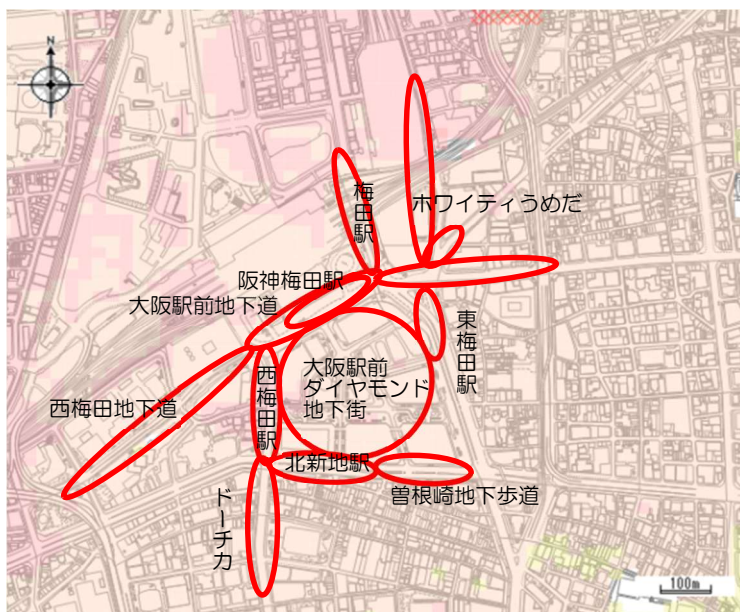 N
梅田駅
ホワイティうめだ
阪神梅田駅
大阪駅前地下道
東梅田駅
大阪駅前
ダイヤモンド
地下街
西梅田駅
西梅田地下道
北新地駅
曽根崎地下歩道
ドーチカ
100m